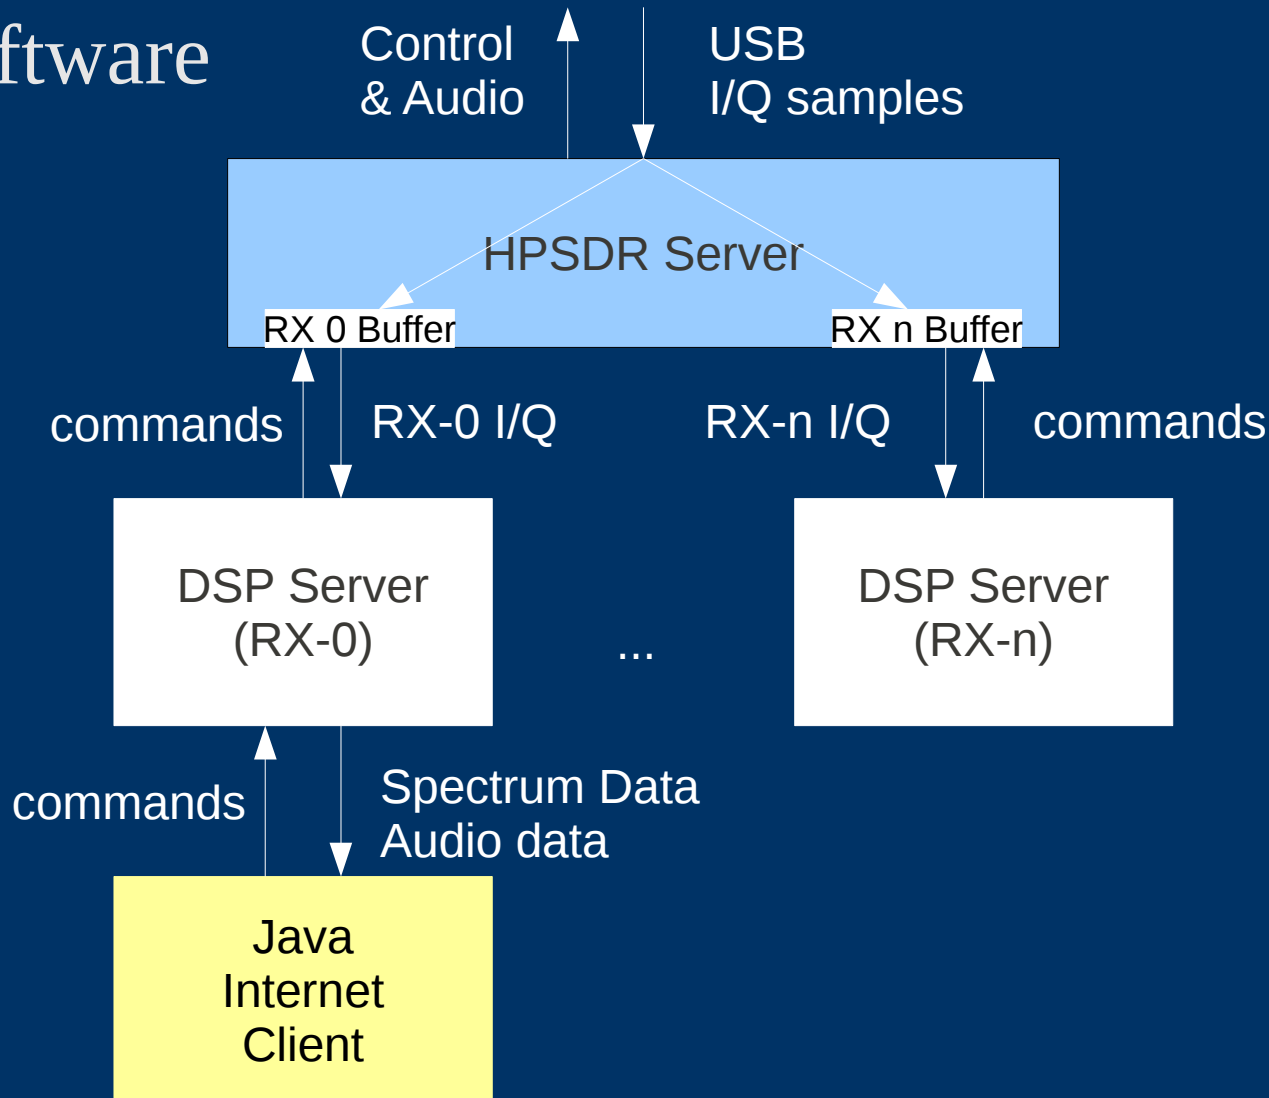 ftware
Control
& Audio
USB
I/Q samples
HPSDR Server
RX 0 Buffer
RX n Buffer
commands
RX-0 I/Q
RX-n I/Q
commands
DSP Server
(RX-0)
...
DSP Server
(RX-n)
commands
Spectrum Data
Audio data
Java
Internet
Client